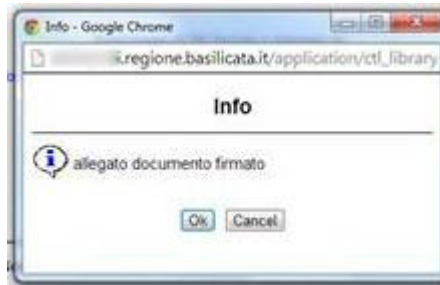 Info - Google Chrome
i.regione.basilicata.it/application/ctl_library
Info
allegato documento firmato
Ok Cancel